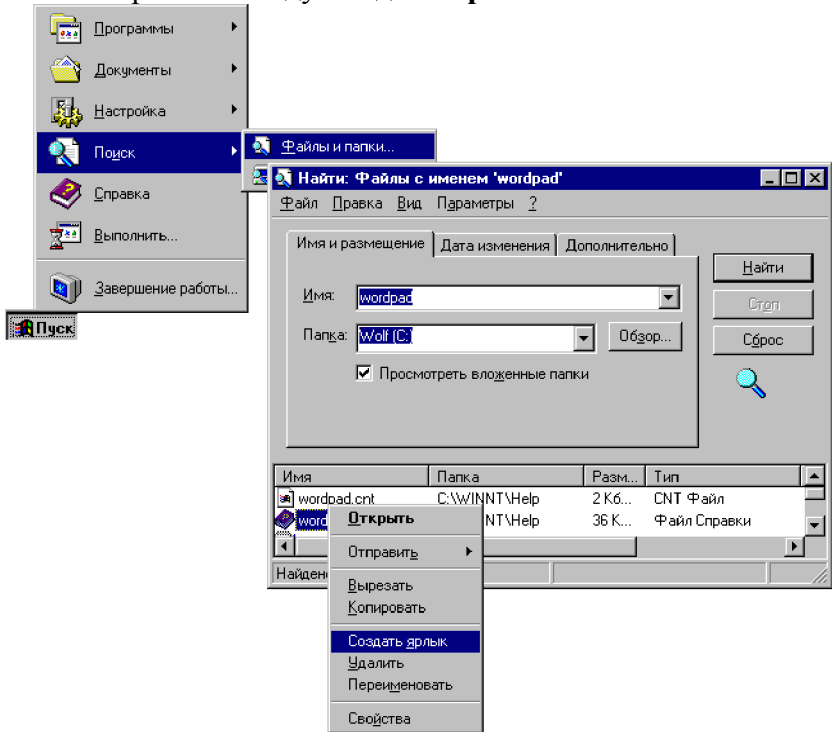 Программы
Документы
Настройка
Поиск
Файлы и папки...
Найти: Файлы с именем 'wordpad'
Справка
Файл Правка Вид Параметры ?
Выполнить...
Имя и размещение Дата изменения Дополнительно
Найти
Завершение работы...
Имя: wordpad
Стоп
Пуск
Папка: Wolf (C:) Обзор...
Сброс
Просмотреть вложенные папки
Имя Папка Разм... Тип
wordpad.cnt C:\WINNT\Help 2 Кб... CNT Файл
36 К... Файл Справки
Открыть
Отправить
Вырезать
Копировать
Создать ярлык
Удалить
Переименовать
Свойства